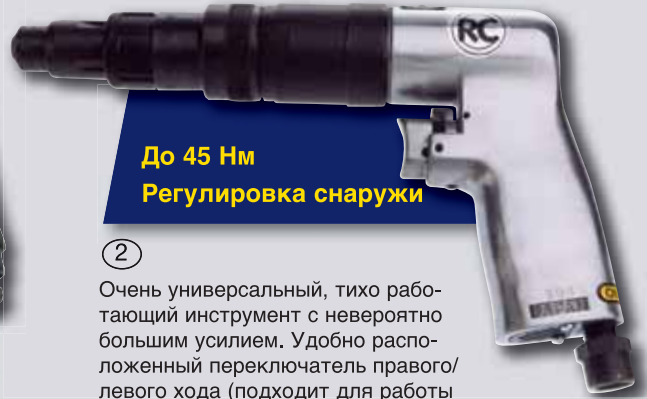 RC
До 45 Нм
Регулировка снаружи
2
Очень универсальный, тихо рабо-
тающий инструмент с невероятно
большим усилием. Удобно распо-
ложенный переключатель правого/
левого хода (подходит для работы